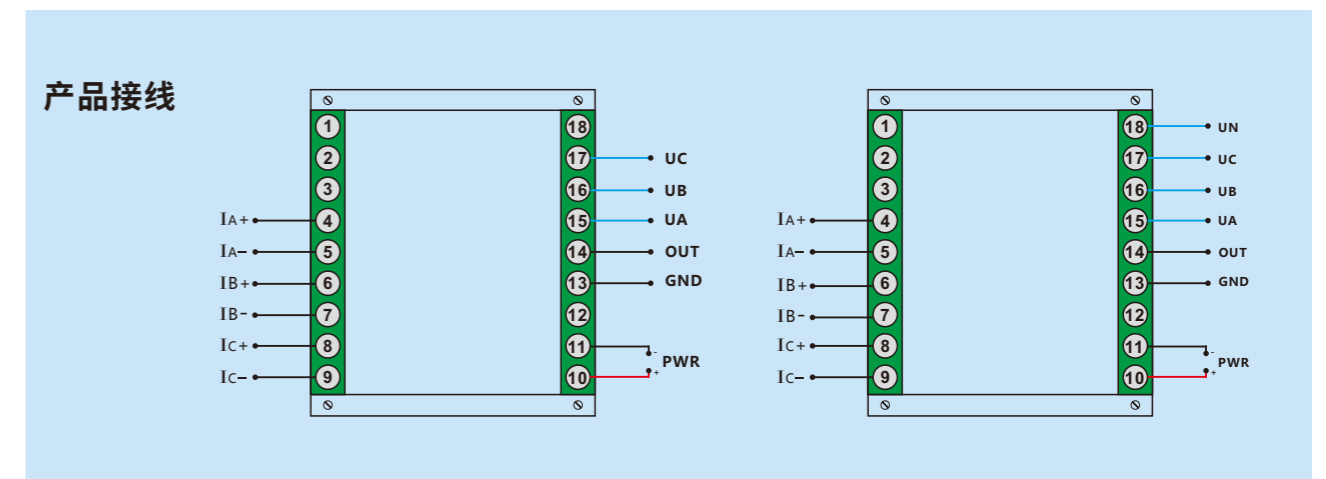 产品接线
1 18
2 17 UC
3 16 UB
IA+ 4 15 UA
IA- 5 14 OUT
IB+ 6 13 GND
IB- 7 12
IC+ 8 11 - PWR
IC- 9 10 +
1 18 UN
2 17 UC
3 16 UB
IA+ 4 15 UA
IA- 5 14 OUT
IB+ 6 13 GND
IB- 7 12
IC+ 8 11 - PWR
IC- 9 10 +